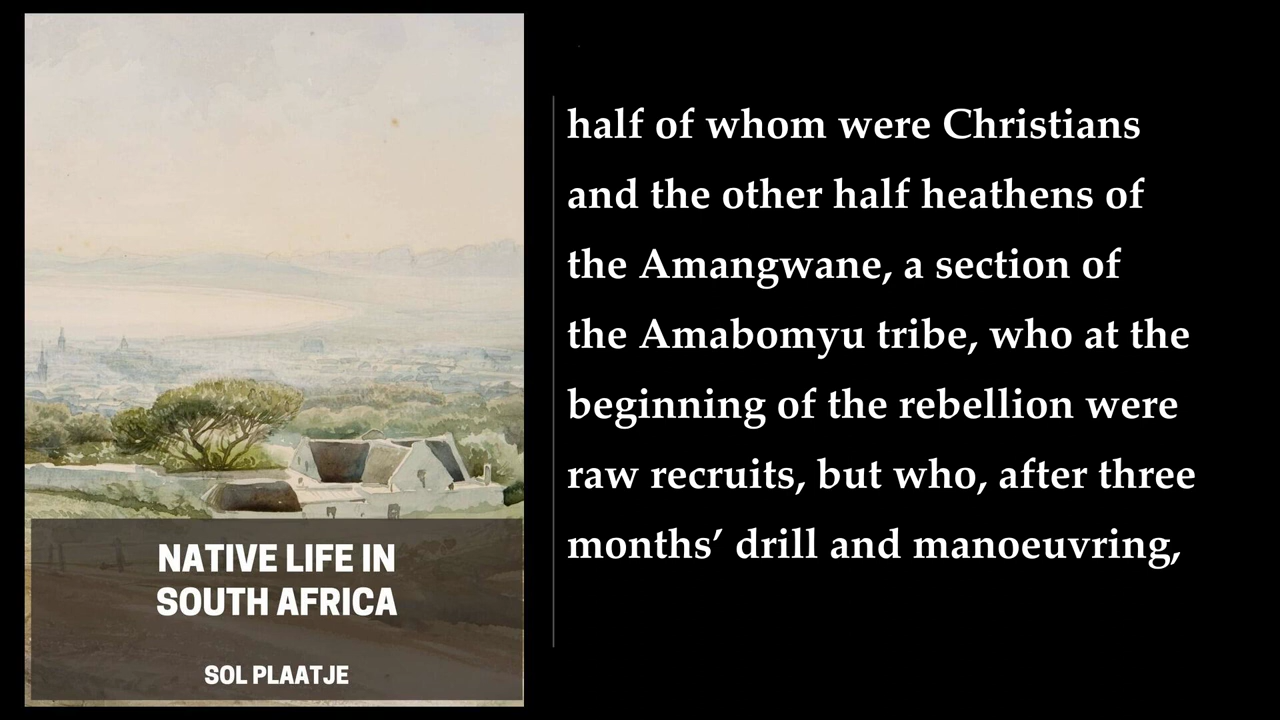 NATIVE LIFE IN
SOUTH AFRICA
SOL PLAATJE
half of whom were Christians
and the other half heathens of
the Amangwane, a section of
the Amabomyu tribe, who at the
beginning of the rebellion were
raw recruits, but who, after three
months’ drill and manoeuvring,